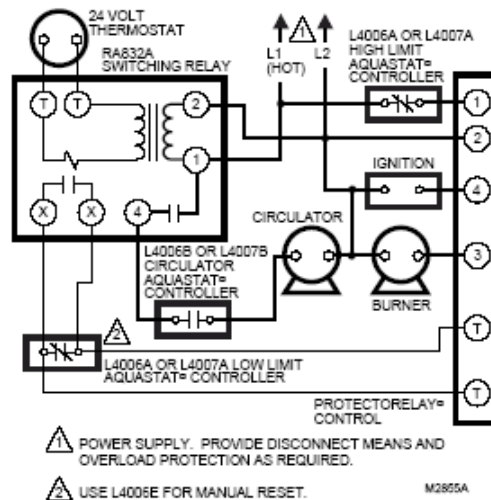 24 VOLT
THERMOSTAT
RA832A
SWITCHING RELAY
T
T
2
1
X
X
4
1
L1
(HOT)
L2
L4006A OR L4007A
HIGH LIMIT
AQUASTAT®
CONTROLLER
1
2
IGNITION
4
CIRCULATOR
3
BURNER
L4006B OR L4007B
CIRCULATOR
AQUASTAT®
CONTROLLER
2
T
L4006A OR L4007A LOW LIMIT
AQUASTAT® CONTROLLER
T
PROTECTORELAY®
CONTROL
1 POWER SUPPLY. PROVIDE DISCONNECT MEANS AND
OVERLOAD PROTECTION AS REQUIRED.
2 USE L4006E FOR MANUAL RESET.
M2855A